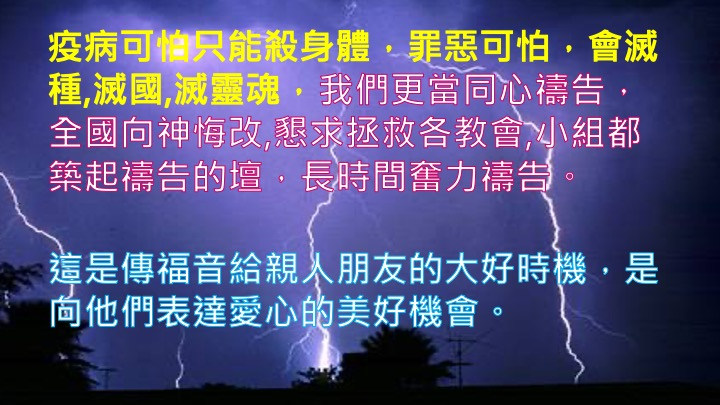 疫病可怕只能殺身體，罪惡可怕，會滅
種,滅國,滅靈魂，我們更當同心禱告，
全國向神悔改,懇求拯救各教會,小組都
築起禱告的壇，長時間奮力禱告。
這是傳福音給親人朋友的大好時機，是
向他們表達愛心的美好機會。